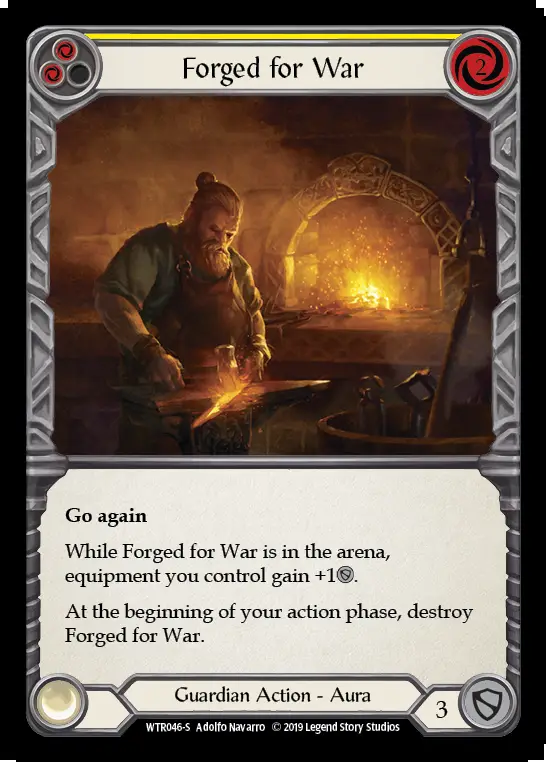 Forged for War
2
Go again
While Forged for War is in the arena,
equipment you control gain +1.
At the beginning of your action phase, destroy
Forged for War.
Guardian Action - Aura
3
WTR046-S Adolfo Navarro © 2019 Legend Story Studios